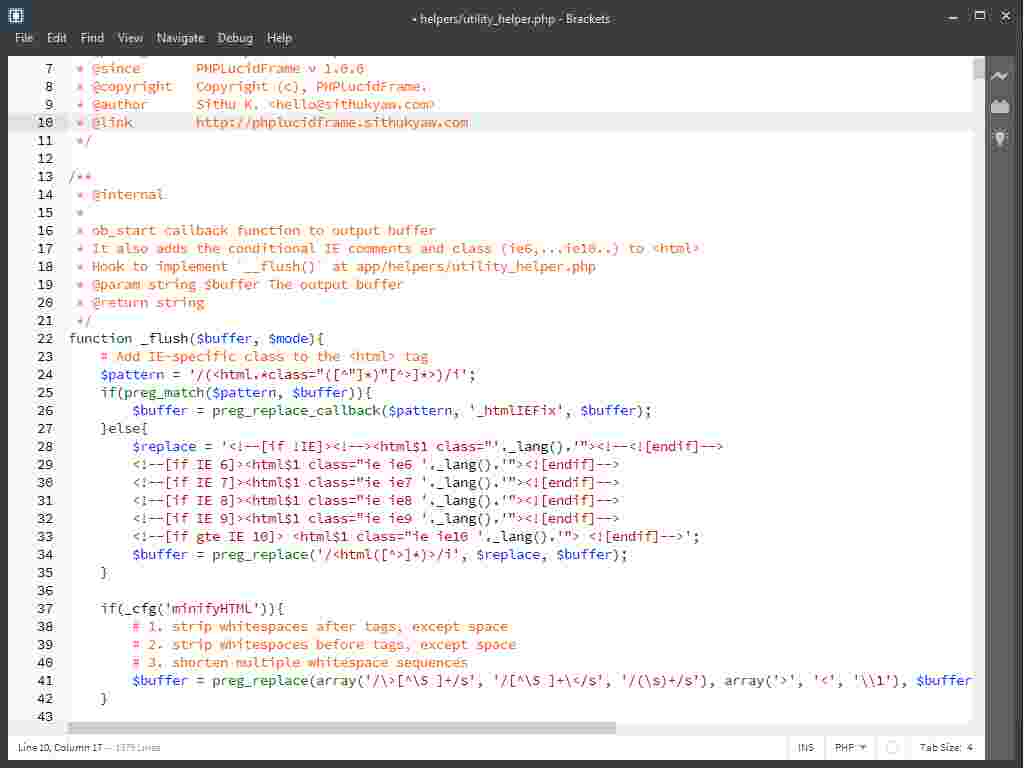 • helpers/utility_helper.php - Brackets
File Edit Find View Navigate Debug Help
7 * @since PHPLucidFrame v 1.0.0
8 * @copyright Copyright (c), PHPLucidFrame.
9 * @author Sithu K. <hello@sithukyaw.com>
10 * @link http://phplucidframe.sithukyaw.com
11 */
12
13 /**
14 * @internal
15 *
16 * ob_start callback function to output buffer
17 * It also adds the conditional IE comments and class (ie6,...ie10..) to <html>
18 * Hook to implement `__flush()` at app/helpers/utility_helper.php
19 * @param string $buffer The output buffer
20 * @return string
21 */
22 function _flush($buffer, $mode){
23 # Add IE-specific class to the <html> tag
24 $pattern = '/(<html.*class="([^"]*)"[^>]*>)/i';
25 if(preg_match($pattern, $buffer)){
26 $buffer = preg_replace_callback($pattern, '_htmlIEFix', $buffer);
27 }else{
28 $replace = '<!--[if !IE]><!--><html$1 class="'._lang().'"><!--<![endif]-->
29 <!--[if IE 6]><html$1 class="ie ie6 '._lang().'"><![endif]-->
30 <!--[if IE 7]><html$1 class="ie ie7 '._lang().'"><![endif]-->
31 <!--[if IE 8]><html$1 class="ie ie8 '._lang().'"><![endif]-->
32 <!--[if IE 9]><html$1 class="ie ie9 '._lang().'"><![endif]-->
33 <!--[if gte IE 10]> <html$1 class="ie ie10 '._lang().'"> <![endif]-->';
34 $buffer = preg_replace('/<html([^>]*)>/i', $replace, $buffer);
35 }
36
37 if(_cfg('minifyHTML')){
38 # 1. strip whitespaces after tags, except space
39 # 2. strip whitespaces before tags, except space
40 # 3. shorten multiple whitespace sequences
41 $buffer = preg_replace(array('/\>[^\S ]+/s', '/[^\S ]+\</s', '/(\s)+/s'), array('>', '<', '\\1'), $buffer
42 }
43
Line 10, Column 17 — 1379 Lines INS PHP Tab Size: 4